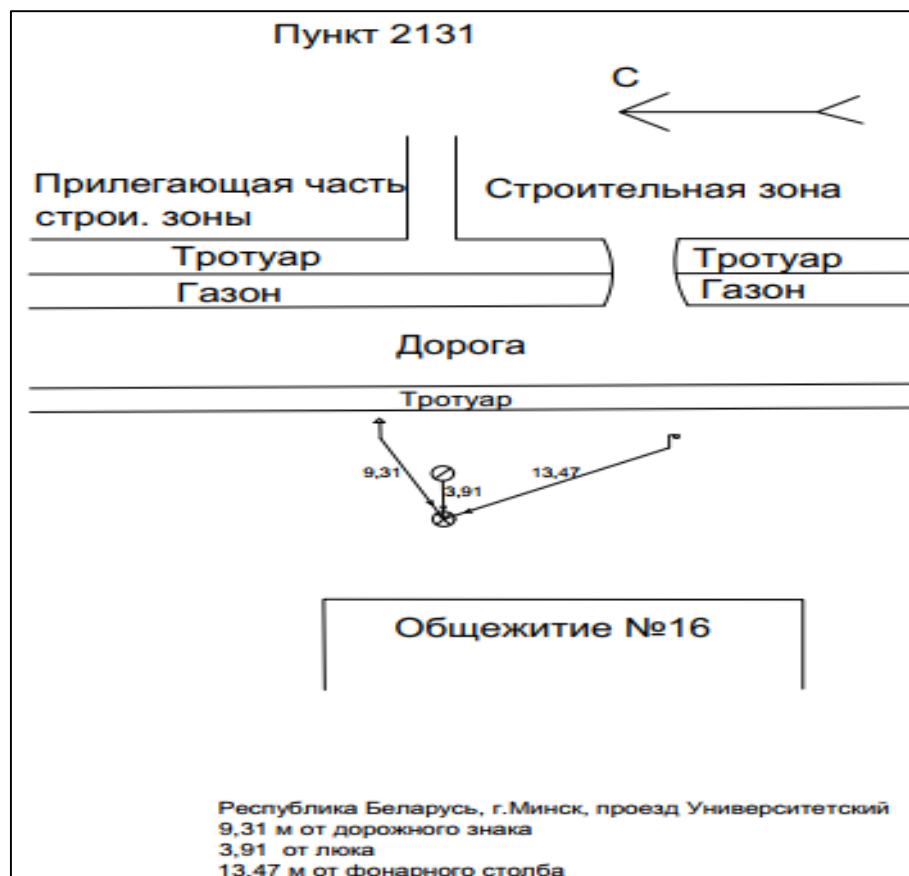 Пункт 2131
С
Прилегающая часть
строи. зоны
Строительная зона
Тротуар
Тротуар
Газон
Газон
Дорога
Тротуар
9,31
3,91
13,47
Общежитие №16
Республика Беларусь, г.Минск, проезд Университетский
9,31 м от дорожного знака
3,91 от люка
13,47 м от фонарного столба